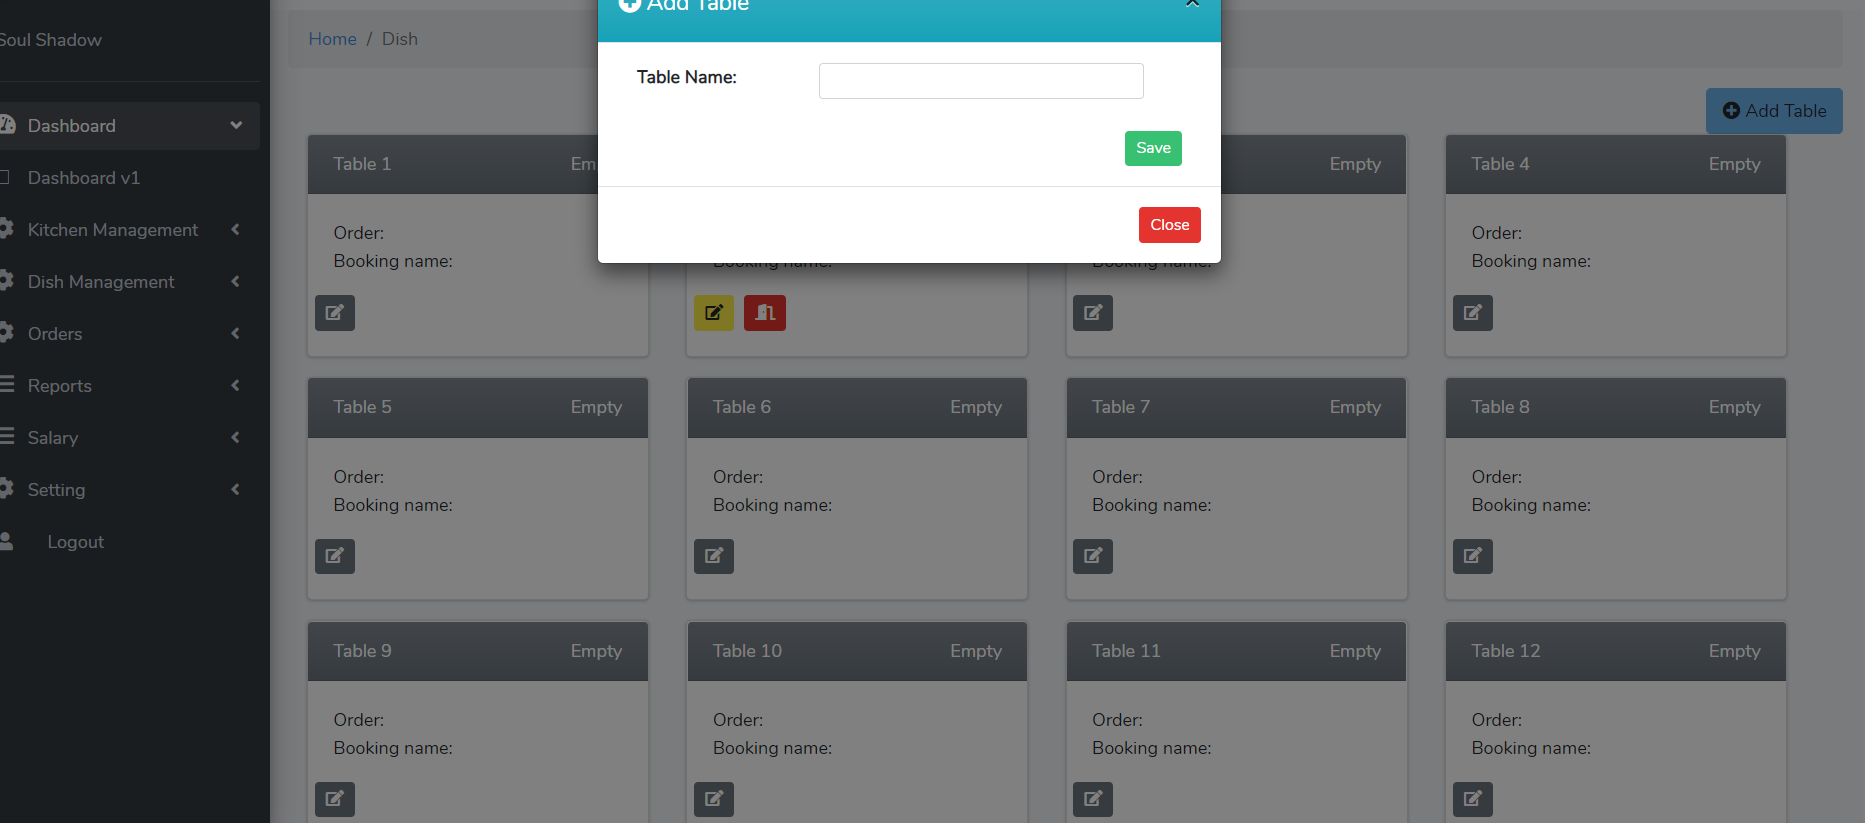 Soul Shadow
Dashboard
Dashboard v1
Kitchen Management
Dish Management
Orders
Reports
Salary
Setting
Logout
Home / Dish
Add Table
Add Table
Table Name:
Save
Close
Table 1 Em
Order:
Booking name:
Booking name:
Empty
Booking name:
Table 4 Empty
Order:
Booking name:
Table 5 Empty
Order:
Booking name:
Table 6 Empty
Order:
Booking name:
Table 7 Empty
Order:
Booking name:
Table 8 Empty
Order:
Booking name:
Table 9 Empty
Order:
Booking name:
Table 10 Empty
Order:
Booking name:
Table 11 Empty
Order:
Booking name:
Table 12 Empty
Order:
Booking name: